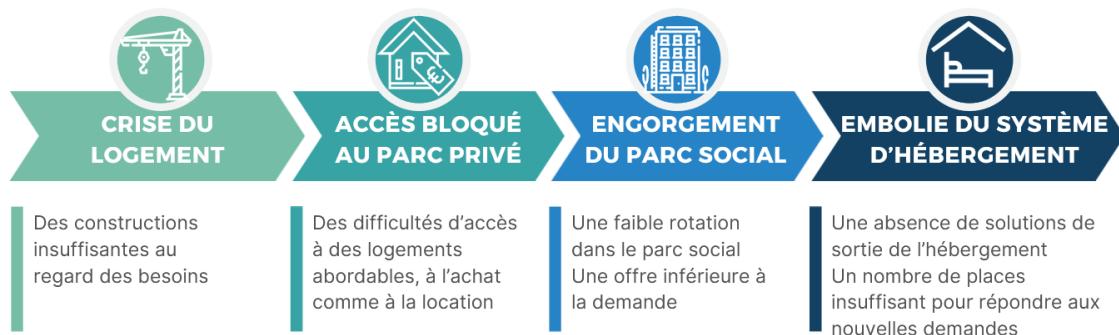 CRISE DU
LOGEMENT
ACCÈS BLOQUÉ
AU PARC PRIVÉ
ENGORGEMENT
DU PARC SOCIAL
EMBOLIE DU SYSTÈME
D’HÉBERGEMENT
Des constructions
insuffisantes au
regard des besoins
Des difficultés d’accès
à des logements
abordables, à l’achat
comme à la location
Une faible rotation
dans le parc social
Une offre inférieure à
la demande
Une absence de solutions de
sortie de l’hébergement
Un nombre de places
insuffisant pour répondre aux
nouvelles demandes